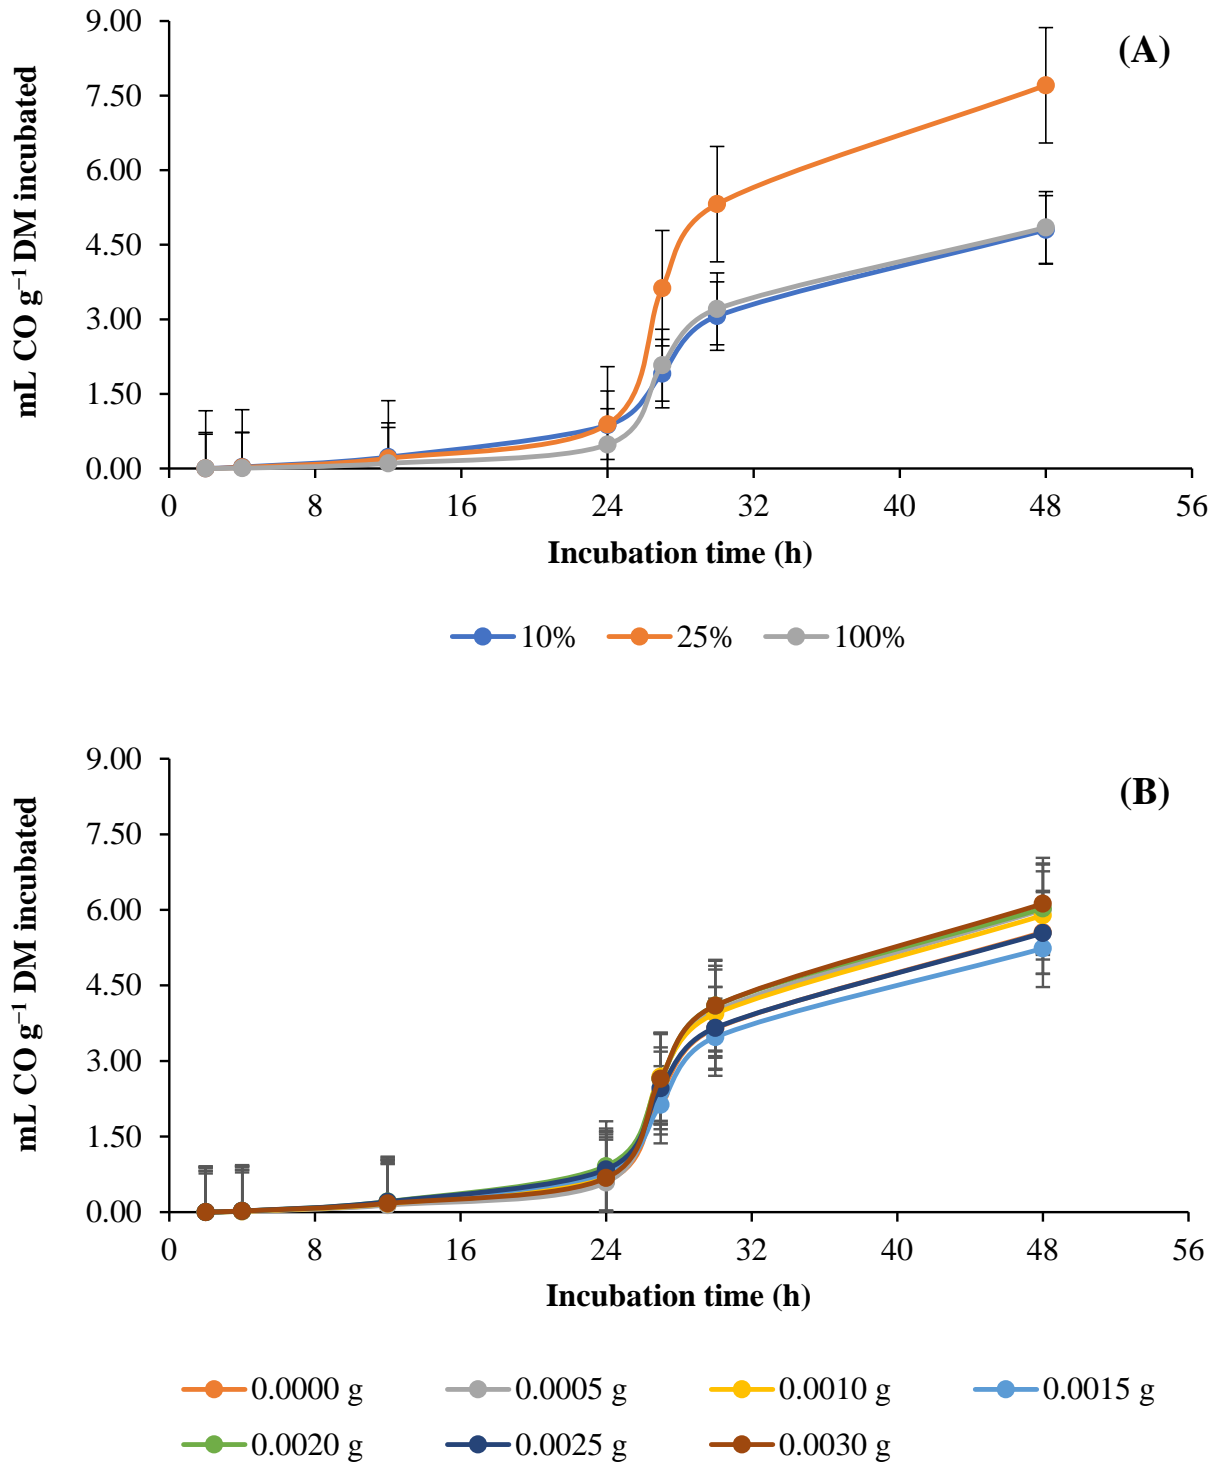 9.00
(A)
7.50
6.00
4.50
3.00
1.50
0.00
mL CO g⁻¹ DM incubated
0 8 16 24 32 40 48 56
Incubation time (h)
10% 25% 100%
9.00
(B)
7.50
6.00
4.50
3.00
1.50
0.00
mL CO g⁻¹ DM incubated
0 8 16 24 32 40 48 56
Incubation time (h)
0.0000 g 0.0005 g 0.0010 g 0.0015 g
0.0020 g 0.0025 g 0.0030 g